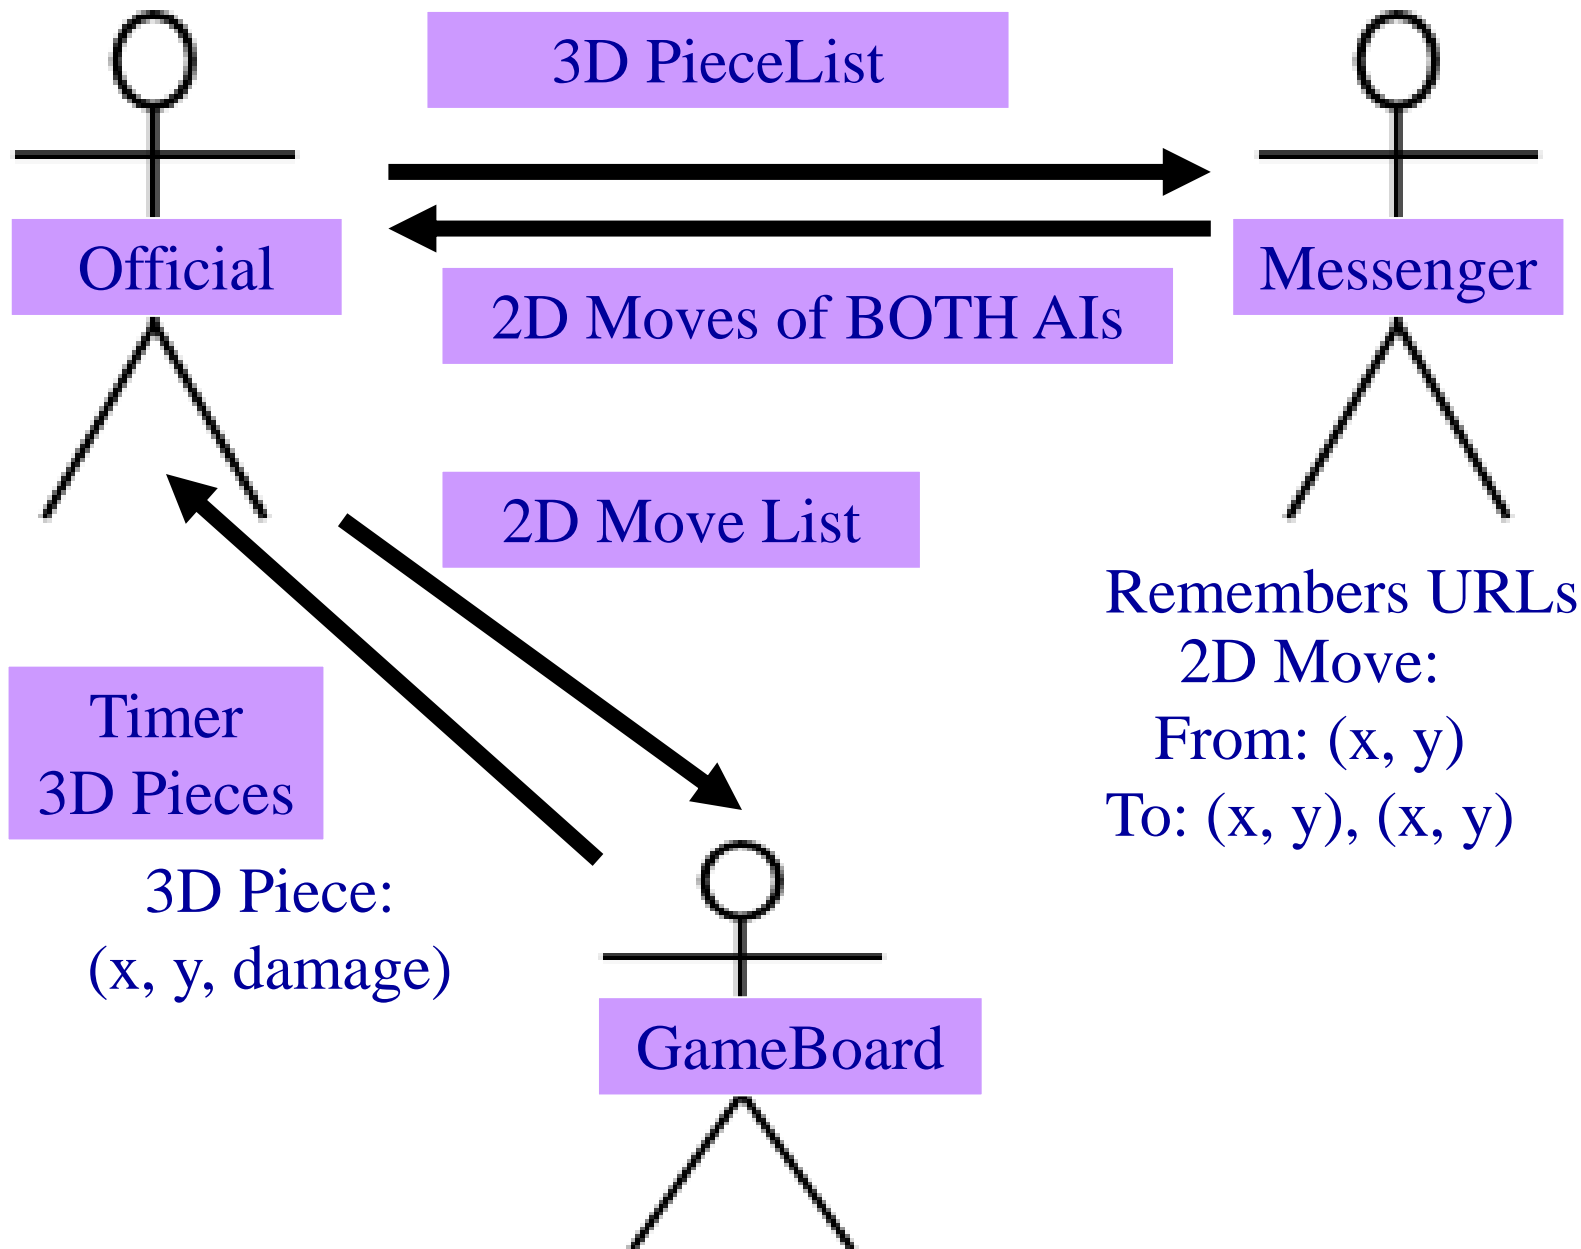 3D PieceList
Official
Messenger
2D Moves of BOTH AIs
2D Move List
Remembers URLs
2D Move:
From: (x, y)
To: (x, y), (x, y)
Timer
3D Pieces
3D Piece:
(x, y, damage)
GameBoard